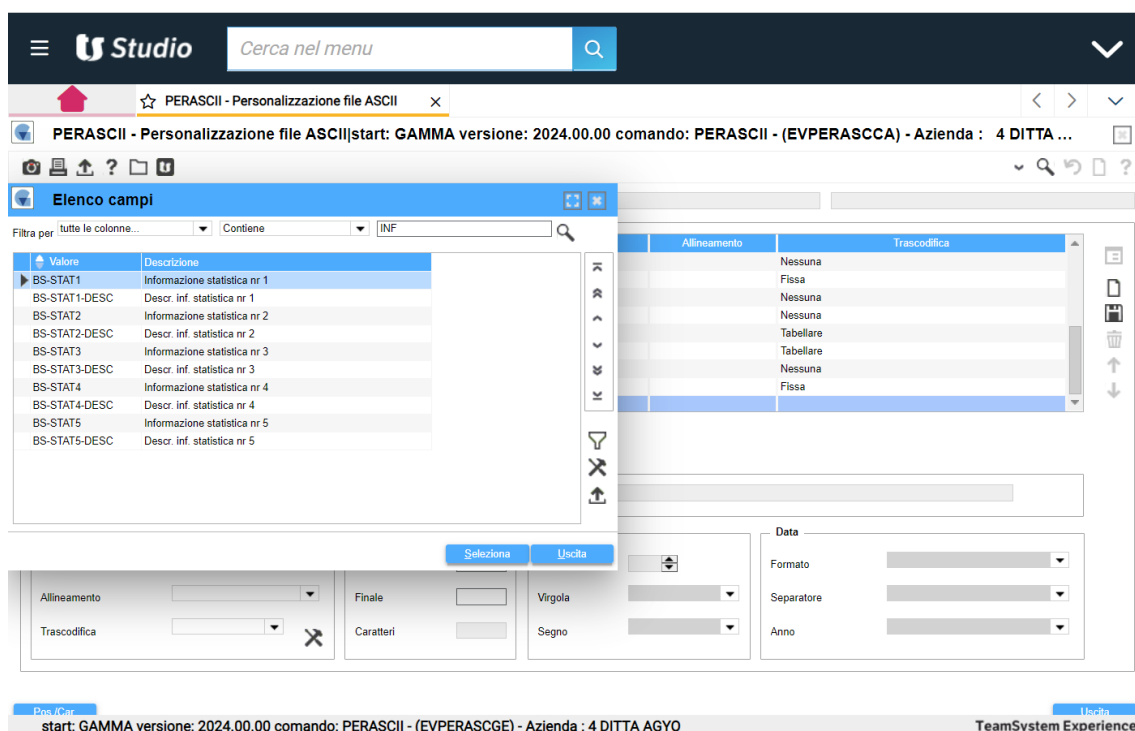 ts Studio Cerca nel menu
PERASCII - Personalizzazione file ASCII
PERASCII - Personalizzazione file ASCII|start: GAMMA versione: 2024.00.00 comando: PERASCII - (EVPERASCCA) - Azienda : 4 DITTA ...
Elenco campi
Filtra per tutte le colonne... Contiene INF
Allineamento Trascodifica
Valore Descrizione
BS-STAT1 Informazione statistica nr 1
BS-STAT1-DESC Descr. inf. statistica nr 1
BS-STAT2 Informazione statistica nr 2
BS-STAT2-DESC Descr. inf. statistica nr 2
BS-STAT3 Informazione statistica nr 3
BS-STAT3-DESC Descr. inf. statistica nr 3
BS-STAT4 Informazione statistica nr 4
BS-STAT4-DESC Descr. inf. statistica nr 4
BS-STAT5 Informazione statistica nr 5
BS-STAT5-DESC Descr. inf. statistica nr 5
Nessuna
Fissa
Nessuna
Nessuna
Tabellare
Tabellare
Nessuna
Fissa
Seleziona Uscita
Data
Formato
Allineamento Finale Virgola Separatore
Trascodifica Caratteri Segno Anno
Pos./Car. Uscita
start: GAMMA versione: 2024.00.00 comando: PERASCII - (EVPERASCGE) - Azienda : 4 DITTA AGYO TeamSystem Experience